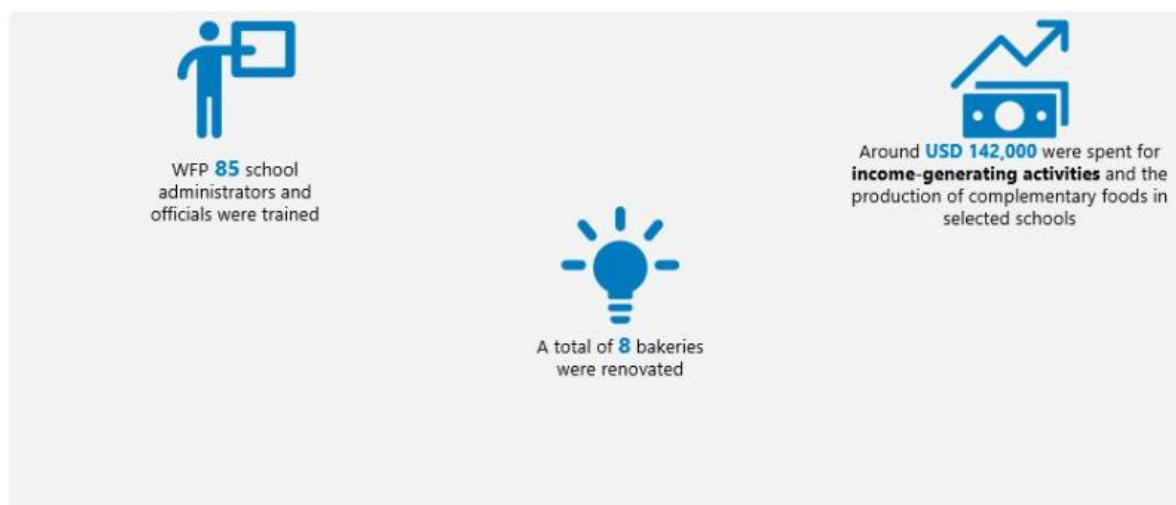 WFP 85 school
administrators and
officials were trained
Around USD 142,000 were spent for
income-generating activities and the
production of complementary foods in
selected schools
A total of 8 bakeries
were renovated